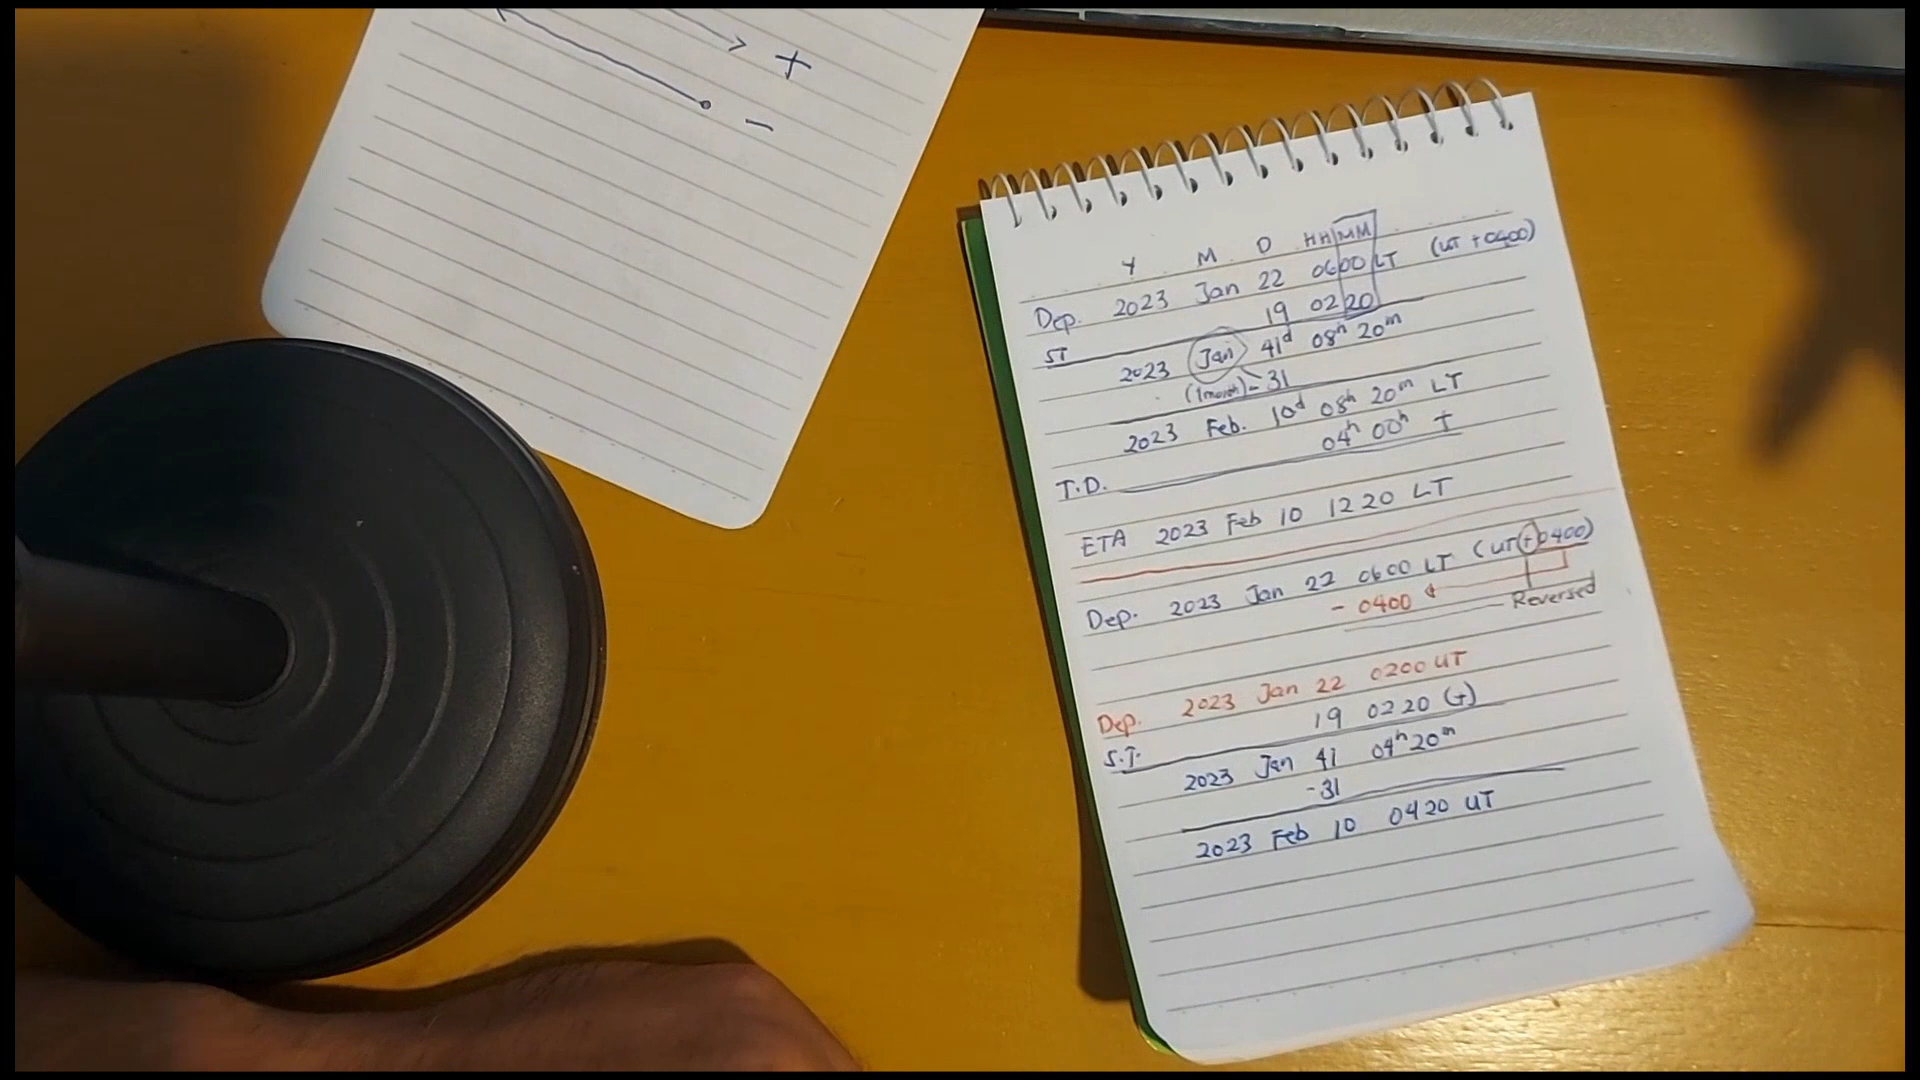 +
-
Y M D HH MM
Dep. 2023 Jan 22 0600 LT (UT +0400)
19 02 20
ST
2023 Jan 41d 08h 20m
(1month) - 31
2023 Feb. 10d 08h 20m LT
04h 00h +
T.D.
ETA 2023 Feb 10 1220 LT
Dep. 2023 Jan 22 0600 LT (UT+0400)
- 0400
Reversed
Dep. 2023 Jan 22 0200 UT
19 0220 (+)
S.T.
2023 Jan 41 04h 20m
-31
2023 Feb 10 0420 UT